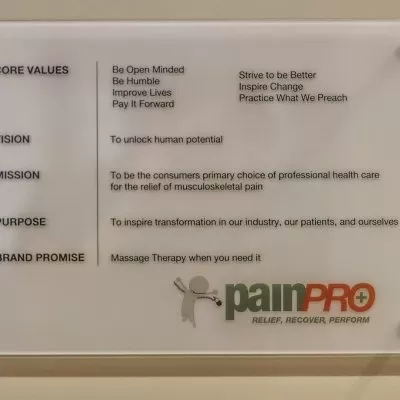 ORE VALUES
Be Open Minded
Be Humble
Improve Lives
Pay It Forward
Strive to be Better
Inspire Change
Practice What We Preach
ISION
To unlock human potential
MISSION
To be the consumers primary choice of professional health care
for the relief of musculoskeletal pain
PURPOSE
To inspire transformation in our industry, our patients, and ourselves
BRAND PROMISE
Massage Therapy when you need it
painPRO
RELIEF, RECOVER, PERFORM